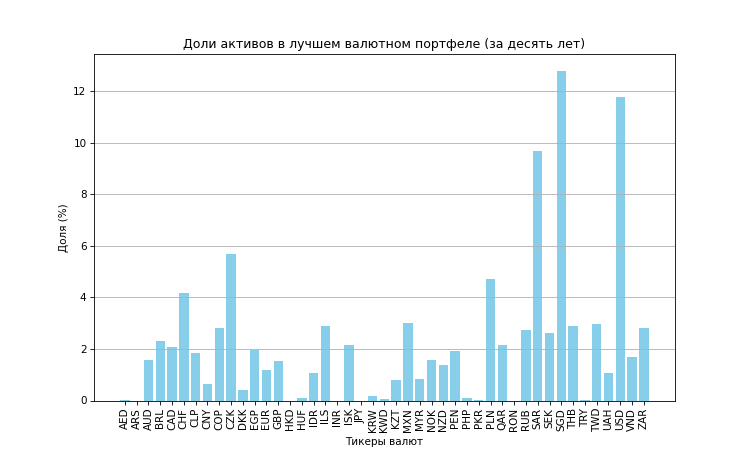 Доли активов в лучшем валютном портфеле (за десять лет)
Доля (%)
12
10
8
6
4
2
0
AED ARS AUD BRL CAD CHF CLP CNY COP CZK DKK EGP EUR GBP HKD HUF IDR ILS INR ISK JPY KRW KWD KZT MXN MYR NOK NZD PEN PHP PKR PLN QAR RON RUB SAR SEK SGD THB TRY TWD UAH USD VND ZAR
Тикеры валют